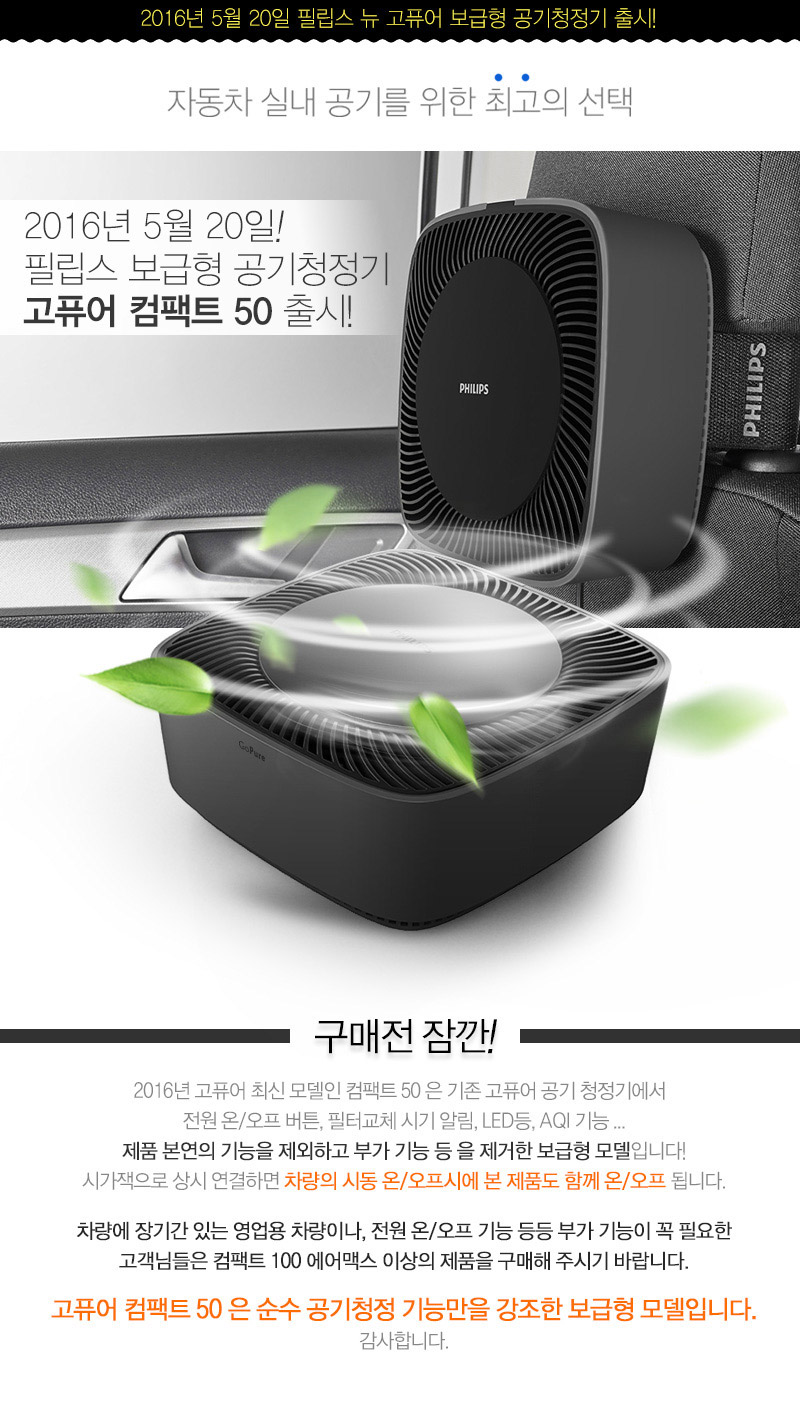 2016년 5월 20일 필립스 뉴 고퓨어 보급형 공기청정기 출시!
자동차 실내 공기를 위한 최고의 선택
2016년 5월 20일!
필립스 보급형 공기청정기
고퓨어 컴팩트 50 출시!
PHILIPS
PHILIPS
GoPure
구매전 잠깐!
2016년 고퓨어 최신 모델인 컴팩트 50 은 기존 고퓨어 공기 청정기에서
전원 온/오프 버튼, 필터교체 시기 알림, LED등, AQI 기능 ...
제품 본연의 기능을 제외하고 부가 기능 등 을 제거한 보급형 모델입니다!
시가잭으로 상시 연결하면 차량의 시동 온/오프시에 본 제품도 함께 온/오프 됩니다.
차량에 장기간 있는 영업용 차량이나, 전원 온/오프 기능 등등 부가 기능이 꼭 필요한
고객님들은 컴팩트 100 에어맥스 이상의 제품을 구매해 주시기 바랍니다.
고퓨어 컴팩트 50 은 순수 공기청정 기능만을 강조한 보급형 모델입니다.
감사합니다.